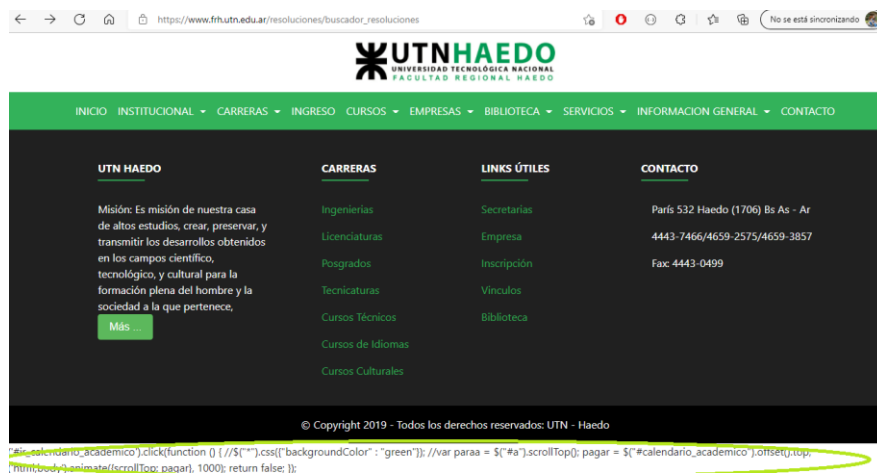 https://www.frh.utn.edu.ar/resoluciones/buscador_resoluciones
No se está sincronizando
UTNHAEDO
UNIVERSIDAD TECNOLÓGICA NACIONAL
FACULTAD REGIONAL HAEDO
INICIO INSTITUCIONAL CARRERAS INGRESO CURSOS EMPRESAS BIBLIOTECA SERVICIOS INFORMACION GENERAL CONTACTO
UTN HAEDO
Misión: Es misión de nuestra casa
de altos estudios, crear, preservar, y
transmitir los desarrollos obtenidos
en los campos científico,
tecnológico, y cultural para la
formación plena del hombre y la
sociedad a la que pertenece,
Más ...
CARRERAS
Ingenierias
Licenciaturas
Posgrados
Tecnicaturas
Cursos Técnicos
Cursos de Idiomas
Cursos Culturales
LINKS ÚTILES
Secretarias
Empresa
Inscripción
Vinculos
Biblioteca
CONTACTO
París 532 Haedo (1706) Bs As - Ar
4443-7466/4659-2575/4659-3857
Fax: 4443-0499
© Copyright 2019 - Todos los derechos reservados: UTN - Haedo
"#ir_calendario_academico').click(function () { //$("*").css({"backgroundColor" : "green"}); //var paraa = $("#a").scrollTop(); pagar = $("#calendario_academico").offset().top;
'html,body').animate({scrollTop: pagar}, 1000); return false; });